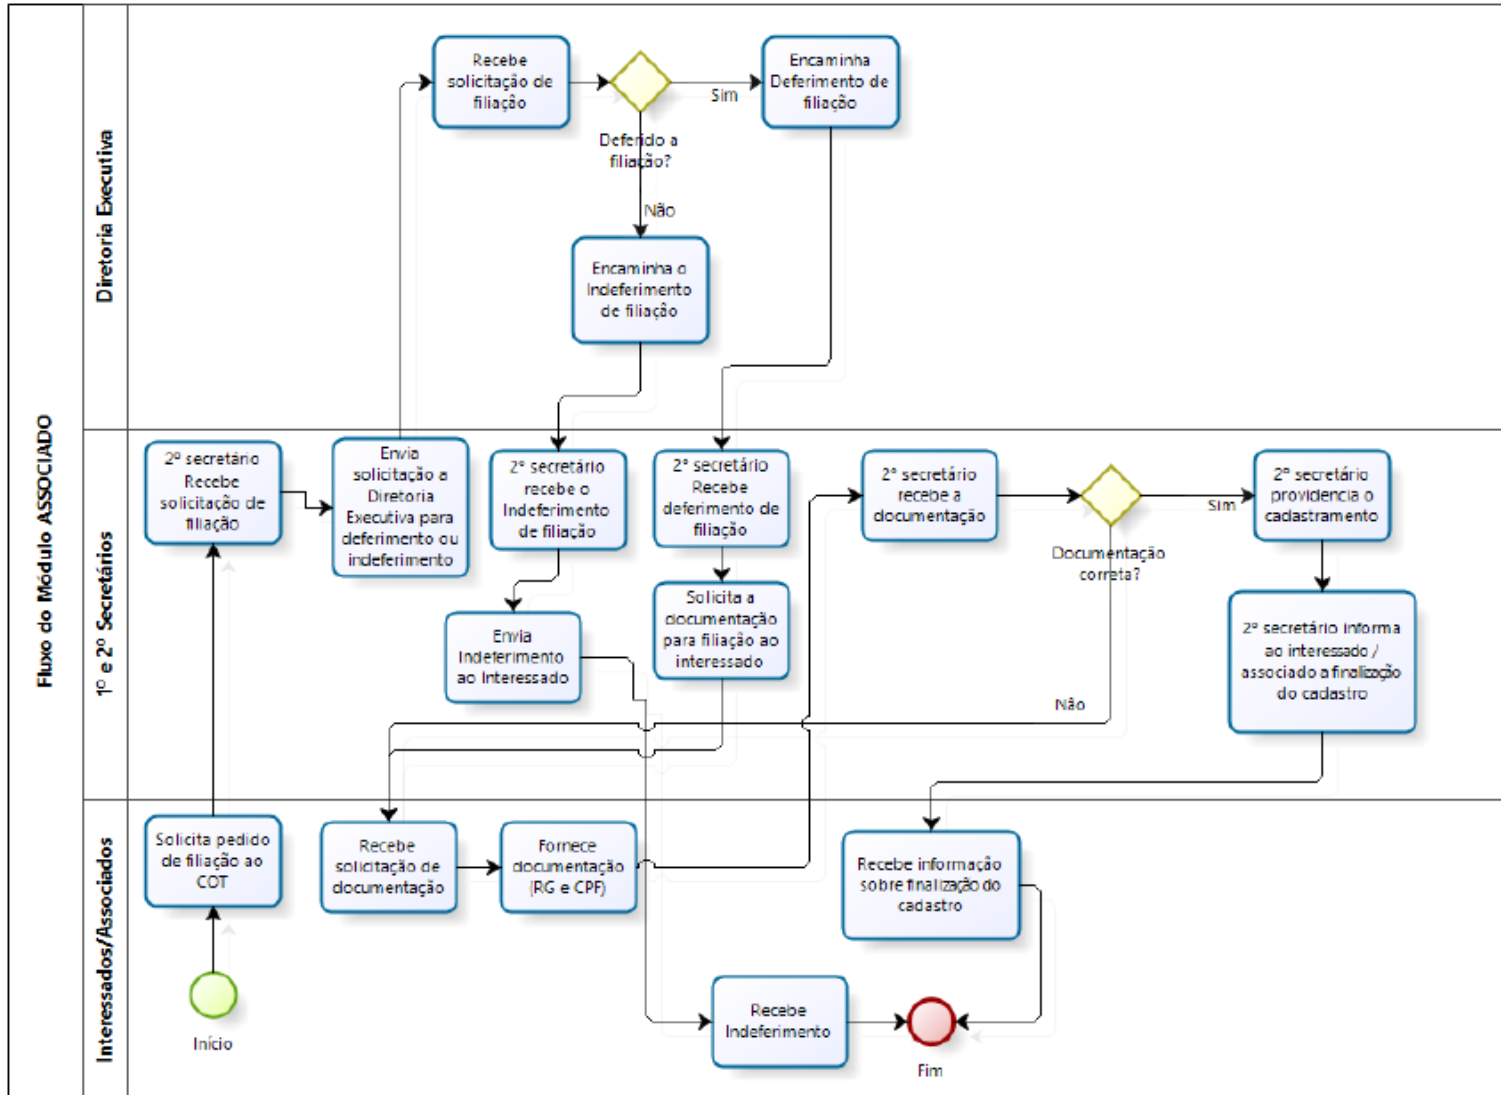 Fluxo do Módulo ASSOCIADO
Diretoria Executiva
Recebe
solicitação de
filiação
Deferido a
filiação?
Sim
Não
Encaminha
Deferimento de
filiação
Encaminha o
Indeferimento
de filiação
1º e 2º Secretários
2º secretário
Recebe
solicitação de
filiação
Envia
solicitação a
Diretoria
Executiva para
deferimento ou
indeferimento
2º secretário
recebe o
Indeferimento
de filiação
2º secretário
Recebe
deferimento de
filiação
2º secretário
recebe a
documentação
Documentação
correta?
Sim
Não
2º secretário
providencia o
cadastramento
Envia
Indeferimento
ao Interessado
Solicita a
documentação
para filiação ao
interessado
2º secretário informa
ao interessado /
associado a finalização
do cadastro
Interessados/Associados
Solicita pedido
de filiação ao
COT
Recebe
solicitação de
documentação
Fornece
documentação
(RG e CPF)
Recebe informação
sobre finalização do
cadastro
Recebe
Indeferimento
Início
Fim